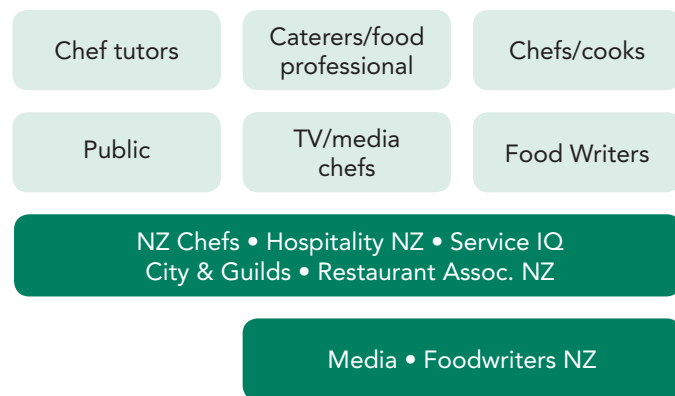 Chef tutors
Caterers/food
professional
Chefs/cooks
Public
TV/media
chefs
Food Writers
NZ Chefs • Hospitality NZ • Service IQ
City & Guilds • Restaurant Assoc. NZ
Media • Foodwriters NZ